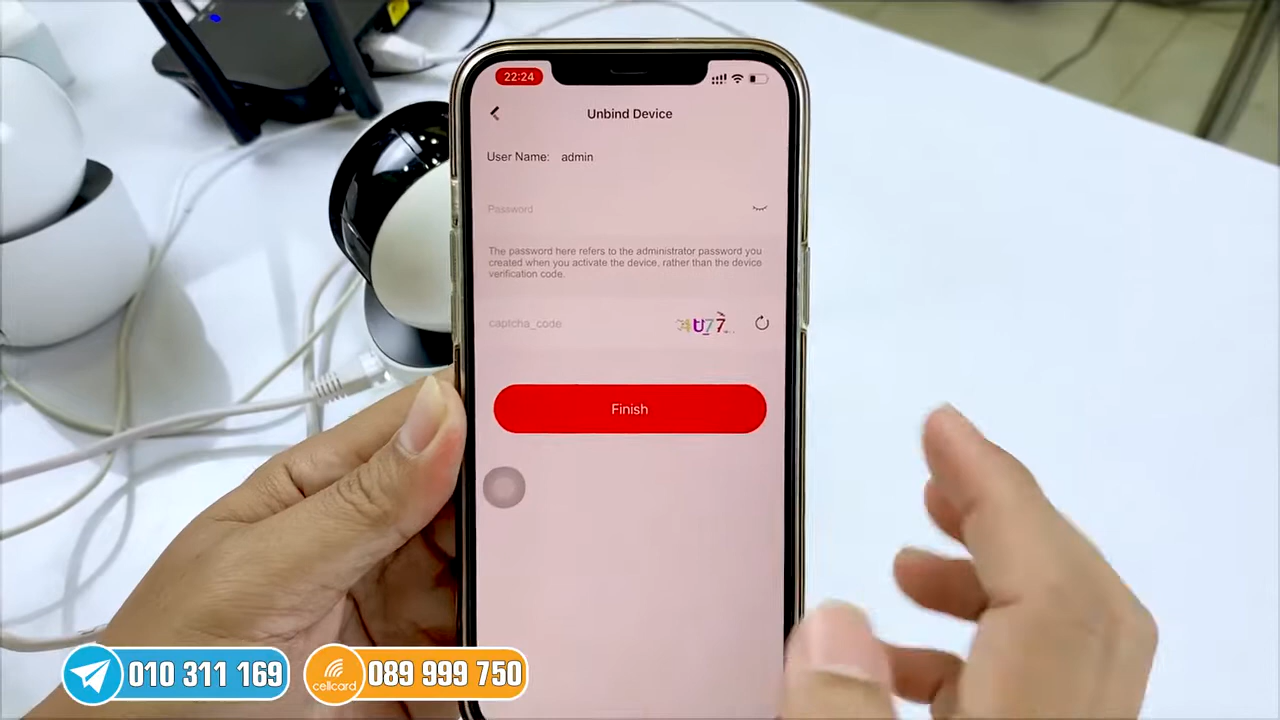 22:24
Unbind Device
User Name: admin
Password
The password here refers to the administrator password you
created when you activate the device, rather than the device
verification code.
captcha_code
Finish
010 311 169
cellcard
089 999 750